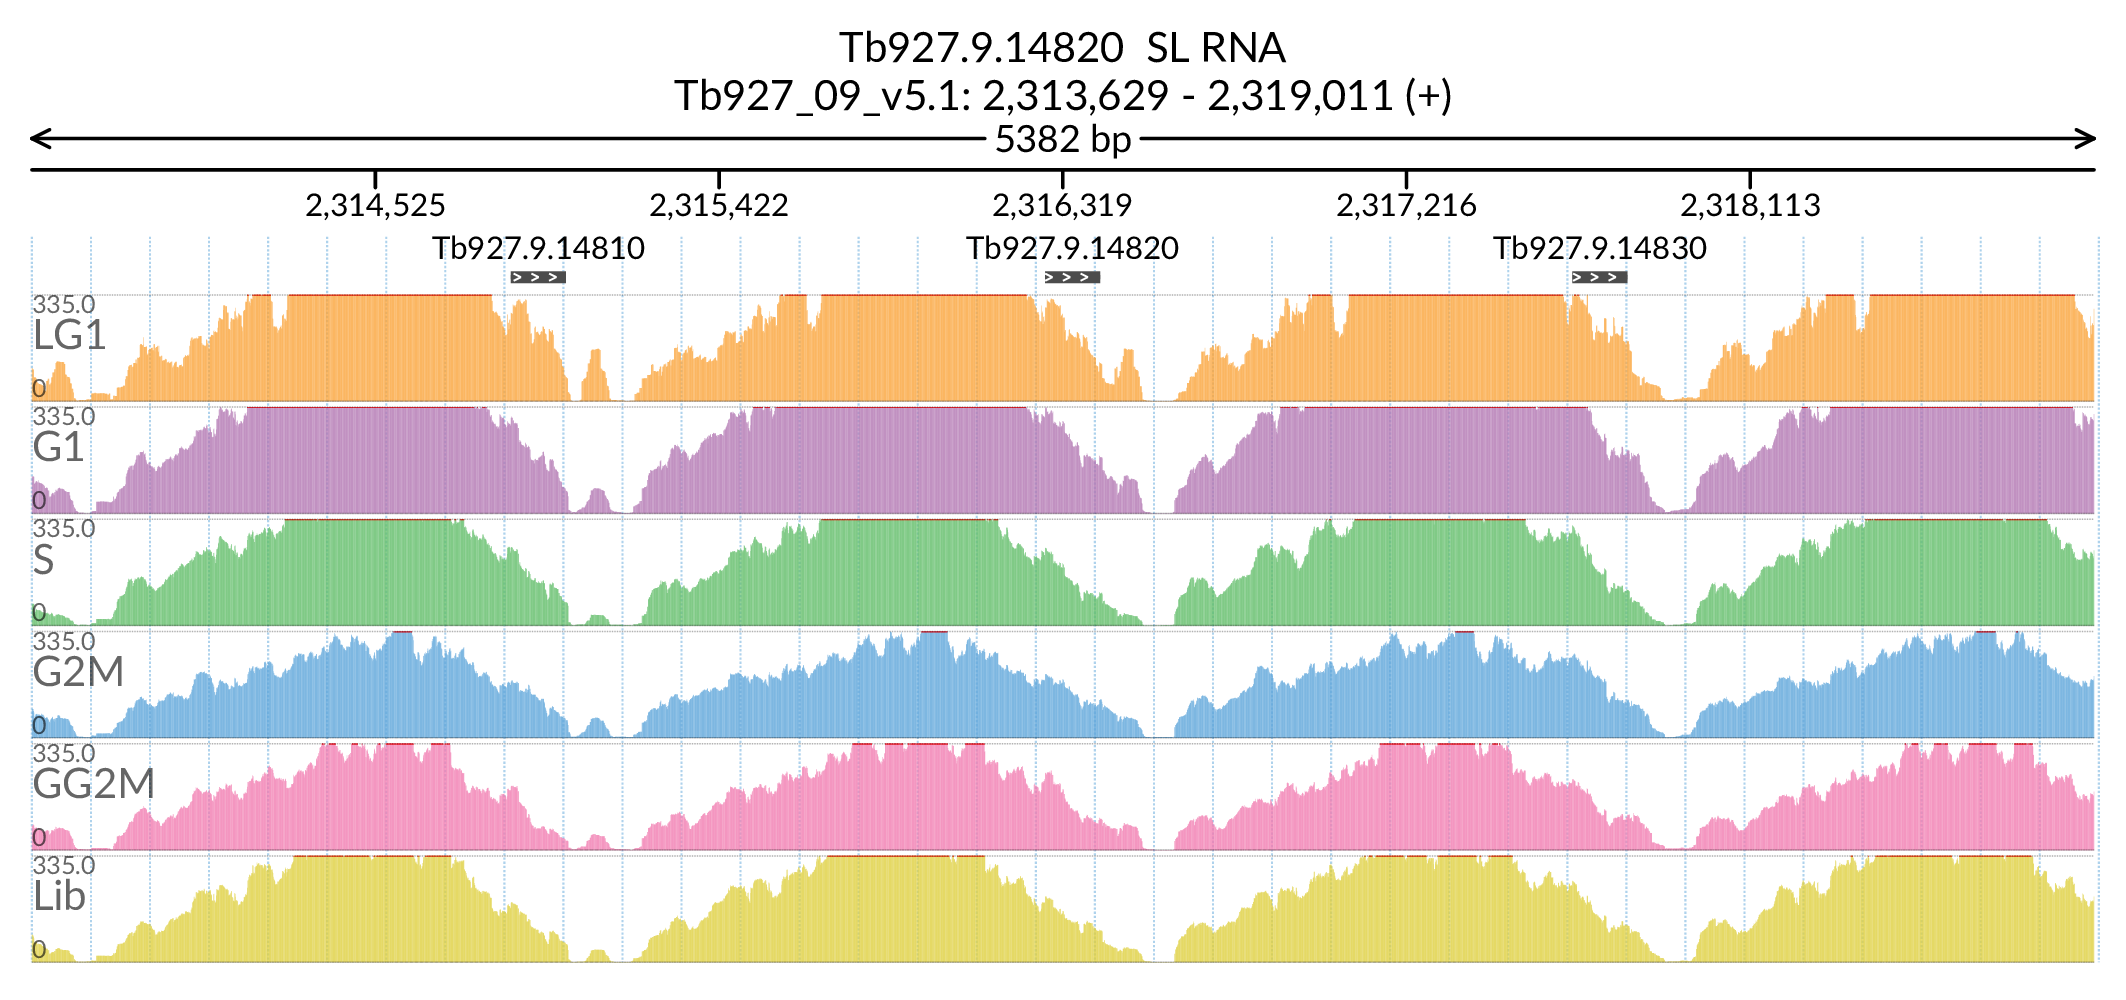 Tb927.9.14820 SL RNA
Tb927_09_v5.1: 2,313,629 - 2,319,011 (+)
5382 bp
2,314,525 2,315,422 2,316,319 2,317,216 2,318,113
Tb927.9.14810 Tb927.9.14820 Tb927.9.14830
335.0
LG1
0
335.0
G1
0
335.0
S
0
335.0
G2M
0
335.0
GG2M
0
335.0
Lib
0